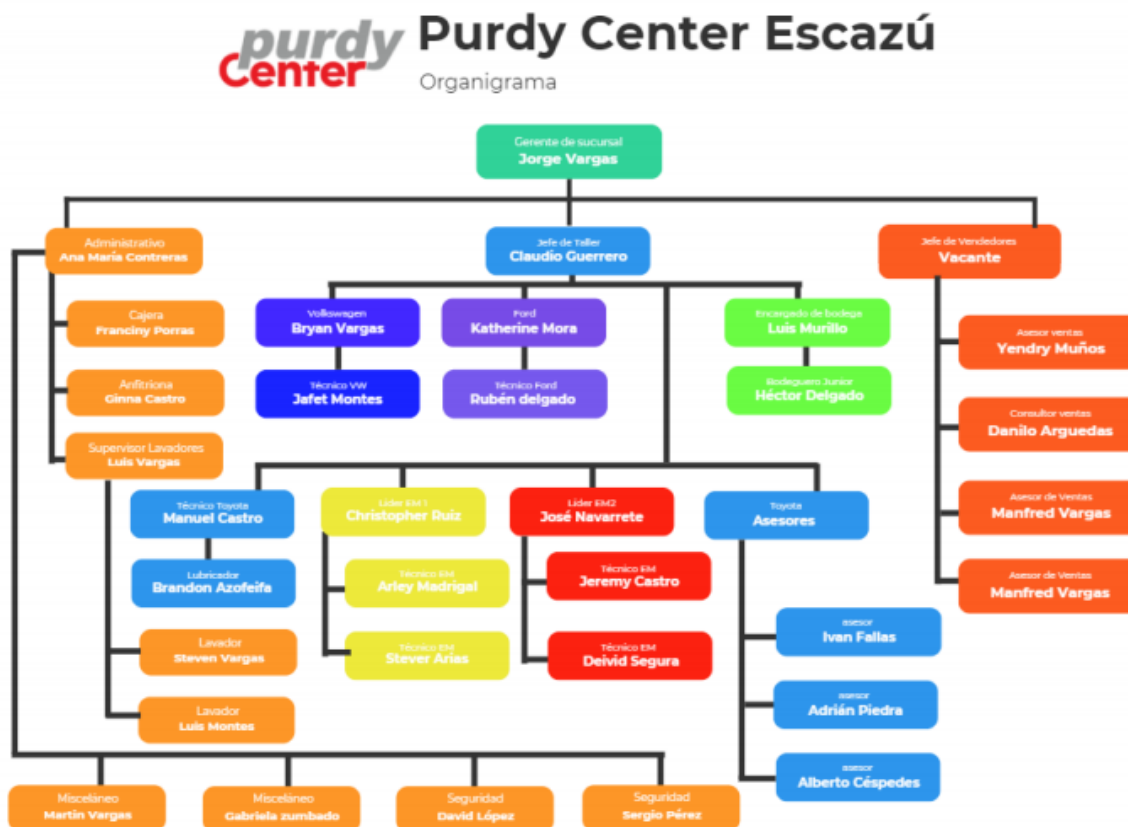 purdy
Center
Purdy Center Escazú
Organigrama
Gerente de sucursal
Jorge Vargas
Administrativo
Ana María Contreras
Jefe de Taller
Claudio Guerrero
Jefe de Vendedores
Vacante
Cajera
Franciny Porras
Anfitriona
Ginna Castro
Supervisor Lavadores
Luis Vargas
Volkswagen
Bryan Vargas
Técnico VW
Jafet Montes
Ford
Katherine Mora
Técnico Ford
Rubén delgado
Encargado de bodega
Luis Murillo
Bodeguero Junior
Héctor Delgado
Asesor ventas
Yendry Muños
Consultor ventas
Danilo Arguedas
Asesor de Ventas
Manfred Vargas
Asesor de Ventas
Manfred Vargas
Técnico Toyota
Manuel Castro
Lubricador
Brandon Azofeifa
Lavador
Steven Vargas
Lavador
Luis Montes
Líder EM 1
Christopher Ruiz
Técnico EM
Arley Madrigal
Técnico EM
Stever Arias
Líder EM2
José Navarrete
Técnico EM
Jeremy Castro
Técnico EM
Deivid Segura
Toyota
Asesores
asesor
Ivan Fallas
asesor
Adrián Piedra
asesor
Alberto Céspedes
Misceláneo
Martin Vargas
Misceláneo
Gabriela zumbado
Seguridad
David López
Seguridad
Sergio Pérez